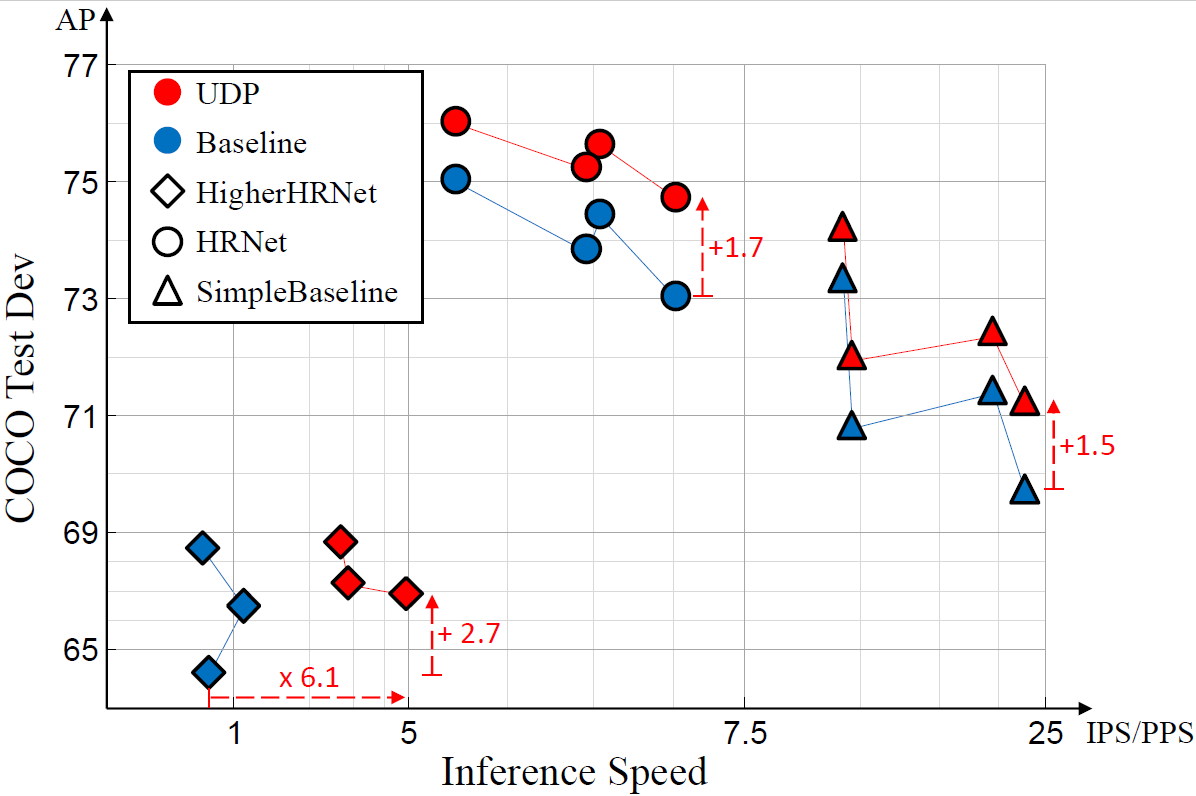 AP
77
75
73
71
69
65
UDP
Baseline
HigherHRNet
HRNet
SimpleBaseline
+1.7
+1.5
+ 2.7
x 6.1
COCO Test Dev
1 5 7.5 25 IPS/PPS
Inference Speed